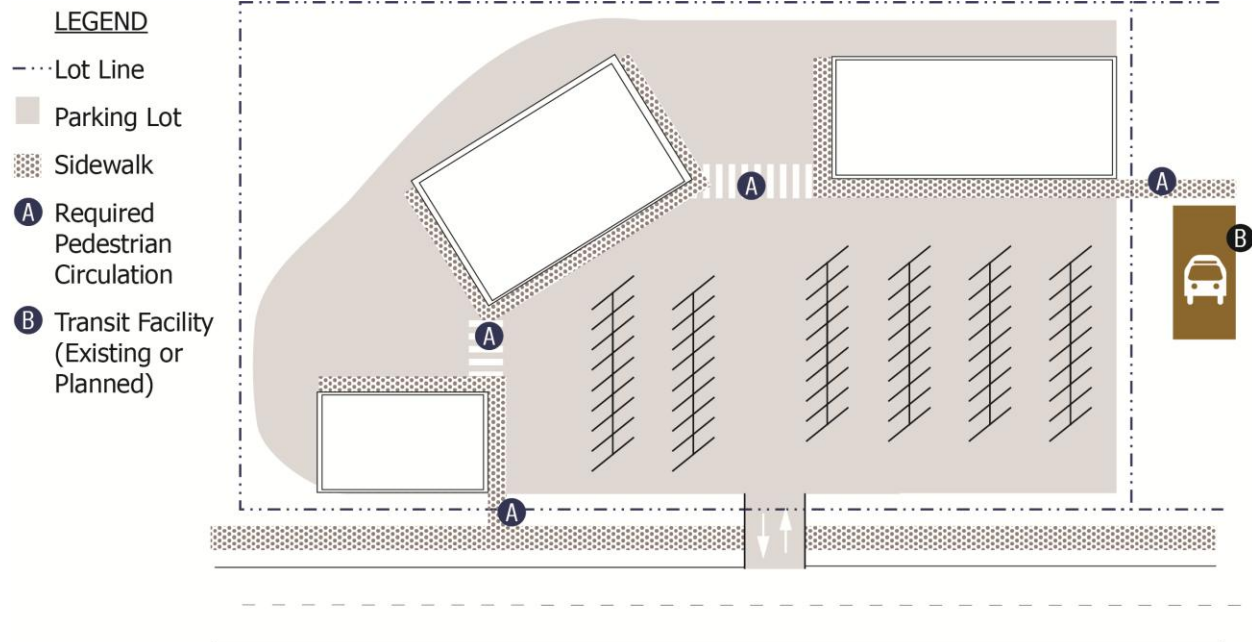 LEGEND
Lot Line
Parking Lot
Sidewalk
A Required
Pedestrian
Circulation
B Transit Facility
(Existing or
Planned)
A
A
B
A
A